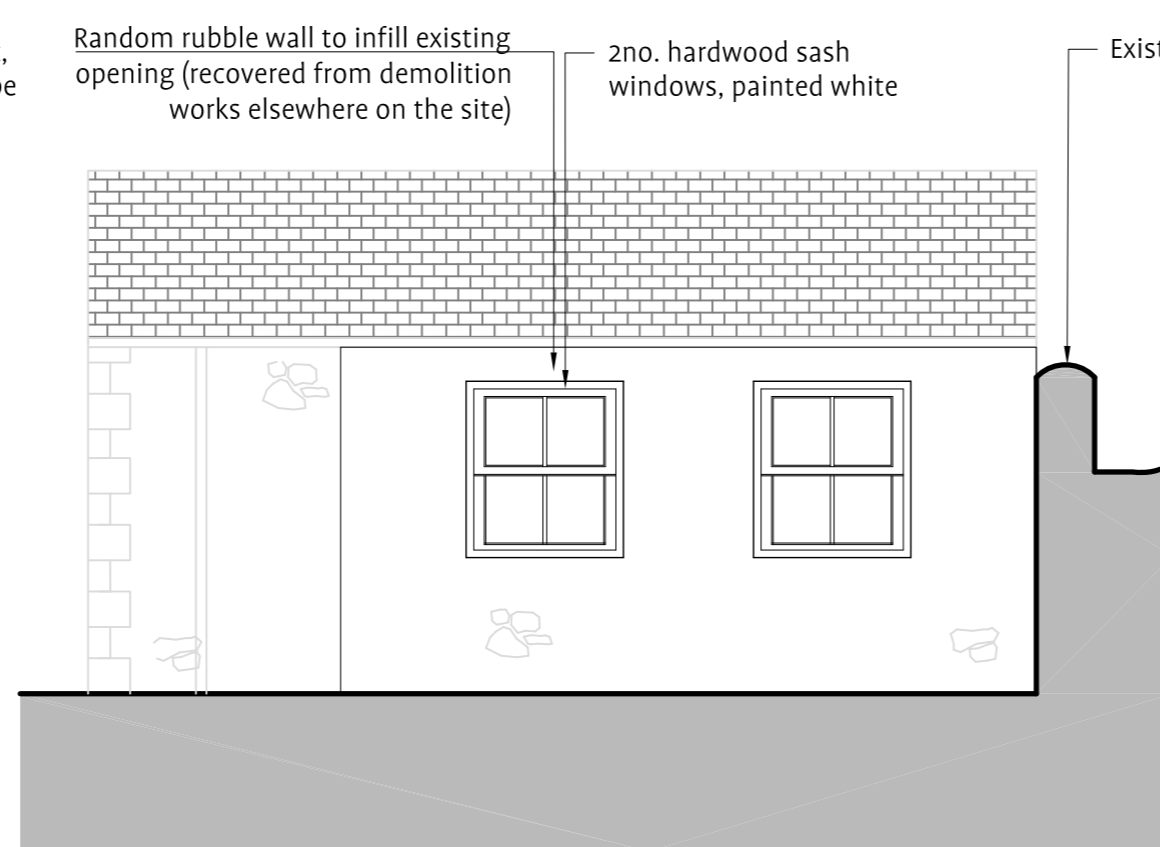 Random rubble wall to infill existing
opening (recovered from demolition
works elsewhere on the site)
2no. hardwood sash
windows, painted white